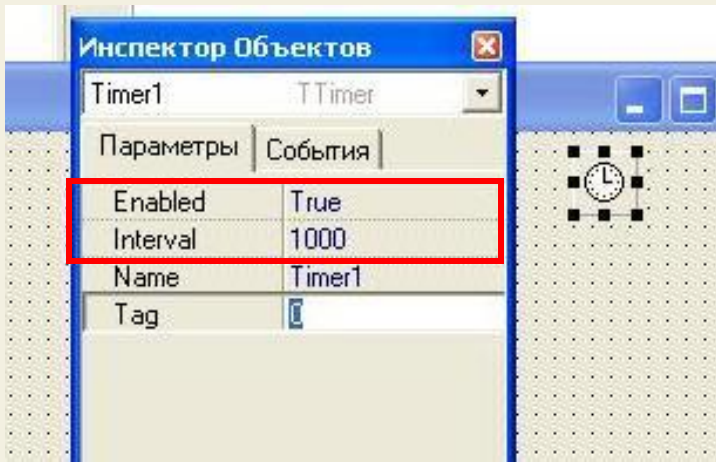 Инспектор Объектов
Timer1 TTimer
Параметры События
Enabled True
Interval 1000
Name Timer1
Tag 0